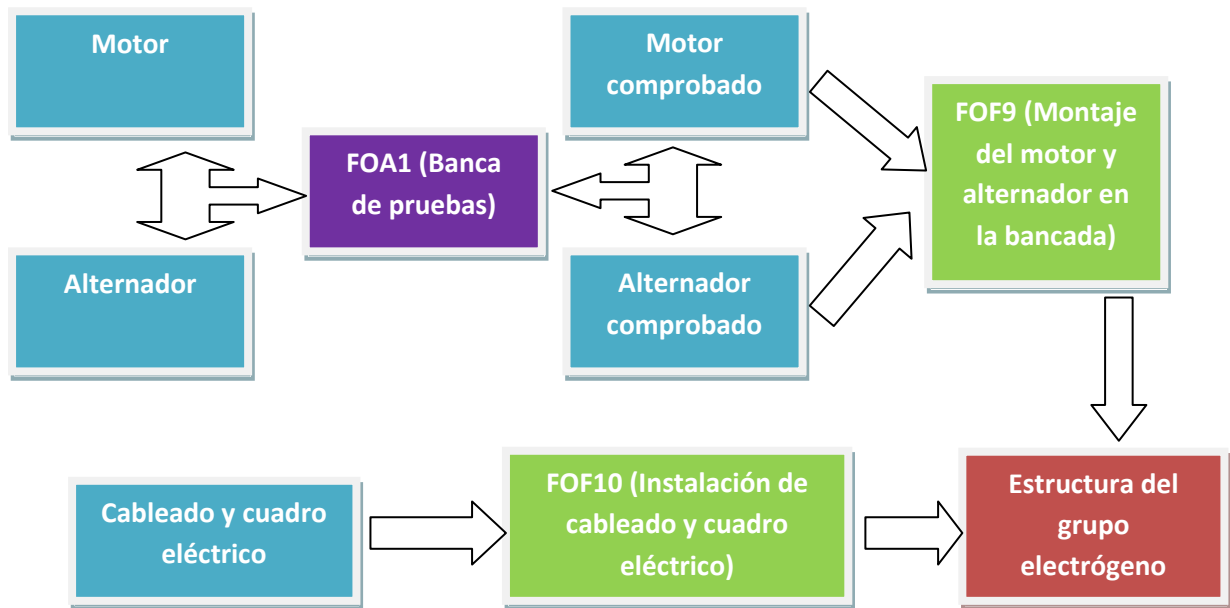 Motor
Motor
comprobado
FOA1 (Banca
de pruebas)
FOF9 (Montaje
del motor y
alternador en
la bancada)
Alternador
Alternador
comprobado
Cableado y cuadro
eléctrico
FOF10 (Instalación de
cableado y cuadro
eléctrico)
Estructura del
grupo
electrógeno